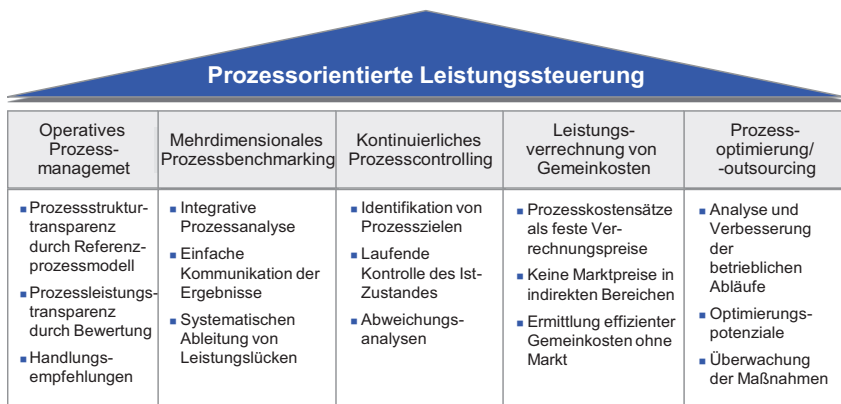 Prozessorientierte Leistungssteuerung
Operatives
Prozess-
managemet
Prozessstruktur-
transparenz
durch Referenz-
prozessmodell
Prozessleistungs-
transparenz
durch Bewertung
Handlungs-
empfehlungen
Mehrdimensionales
Prozessbenchmarking
Integrative
Prozessanalyse
Einfache
Kommunikation der
Ergebnisse
Systematischen
Ableitung von
Leistungslücken
Kontinuierliches
Prozesscontrolling
Identifikation von
Prozesszielen
Laufende
Kontrolle des Ist-
Zustandes
Abweichungs-
analysen
Leistungs-
verrechnung von
Gemeinkosten
Prozesskostensätze
als feste Ver-
rechnungspreise
Keine Marktpreise in
indirekten Bereichen
Ermittlung effizienter
Gemeinkosten ohne
Markt
Prozess-
optimierung/
-outsourcing
Analyse und
Verbesserung
der
betrieblichen
Abläufe
Optimierungs-
potenziale
Überwachung
der Maßnahmen